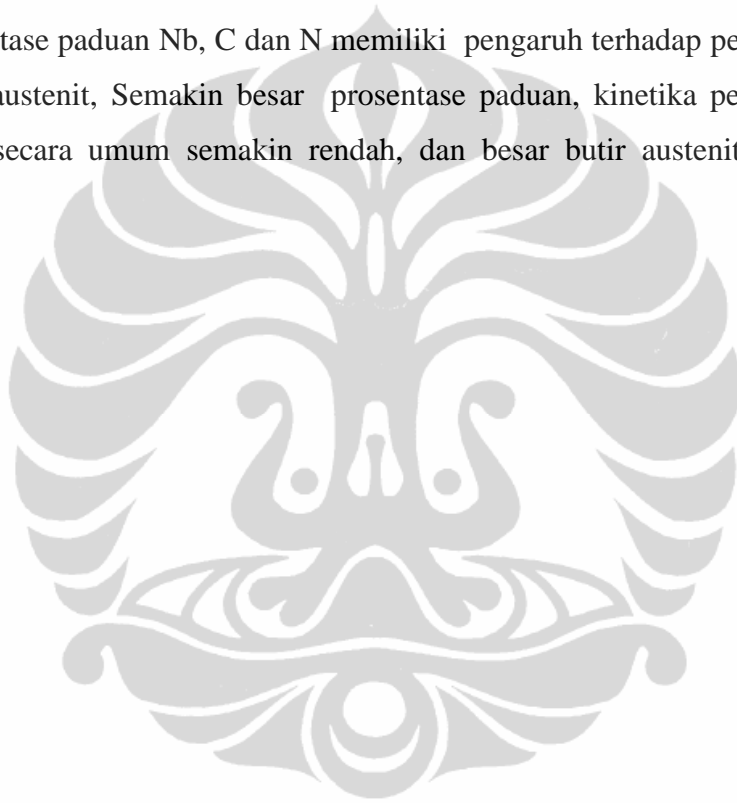 tase paduan Nb, C dan N memiliki pengaruh terhadap pe
austenit, Semakin besar prosentase paduan, kinetika pe
secara umum semakin rendah, dan besar butir austenit